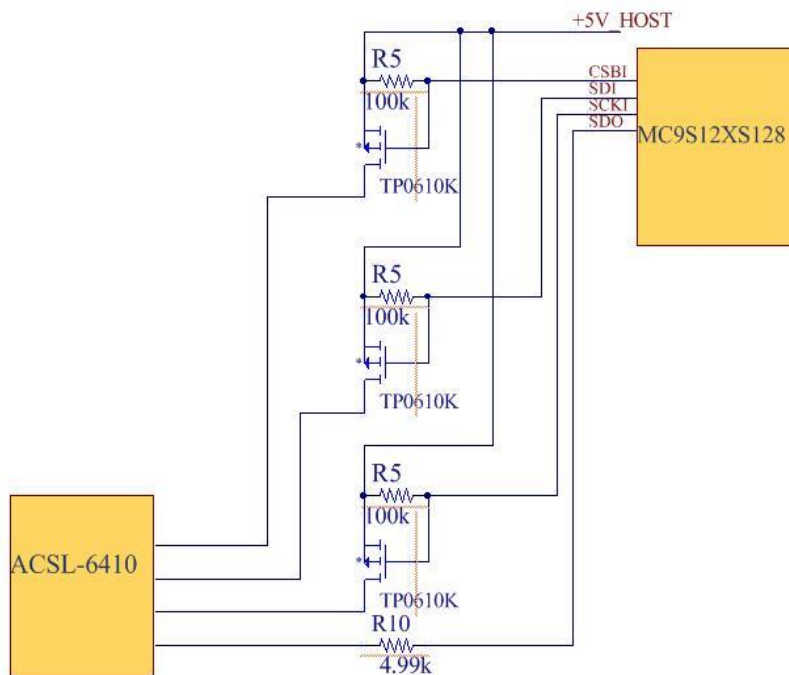 +5V_HOST
R5
100k
CSBI
SDI
SCKI
SDO
MC9S12XS128
*
TP0610K
R5
100k
*
TP0610K
R5
100k
*
TP0610K
ACSL-6410
R10
4.99k